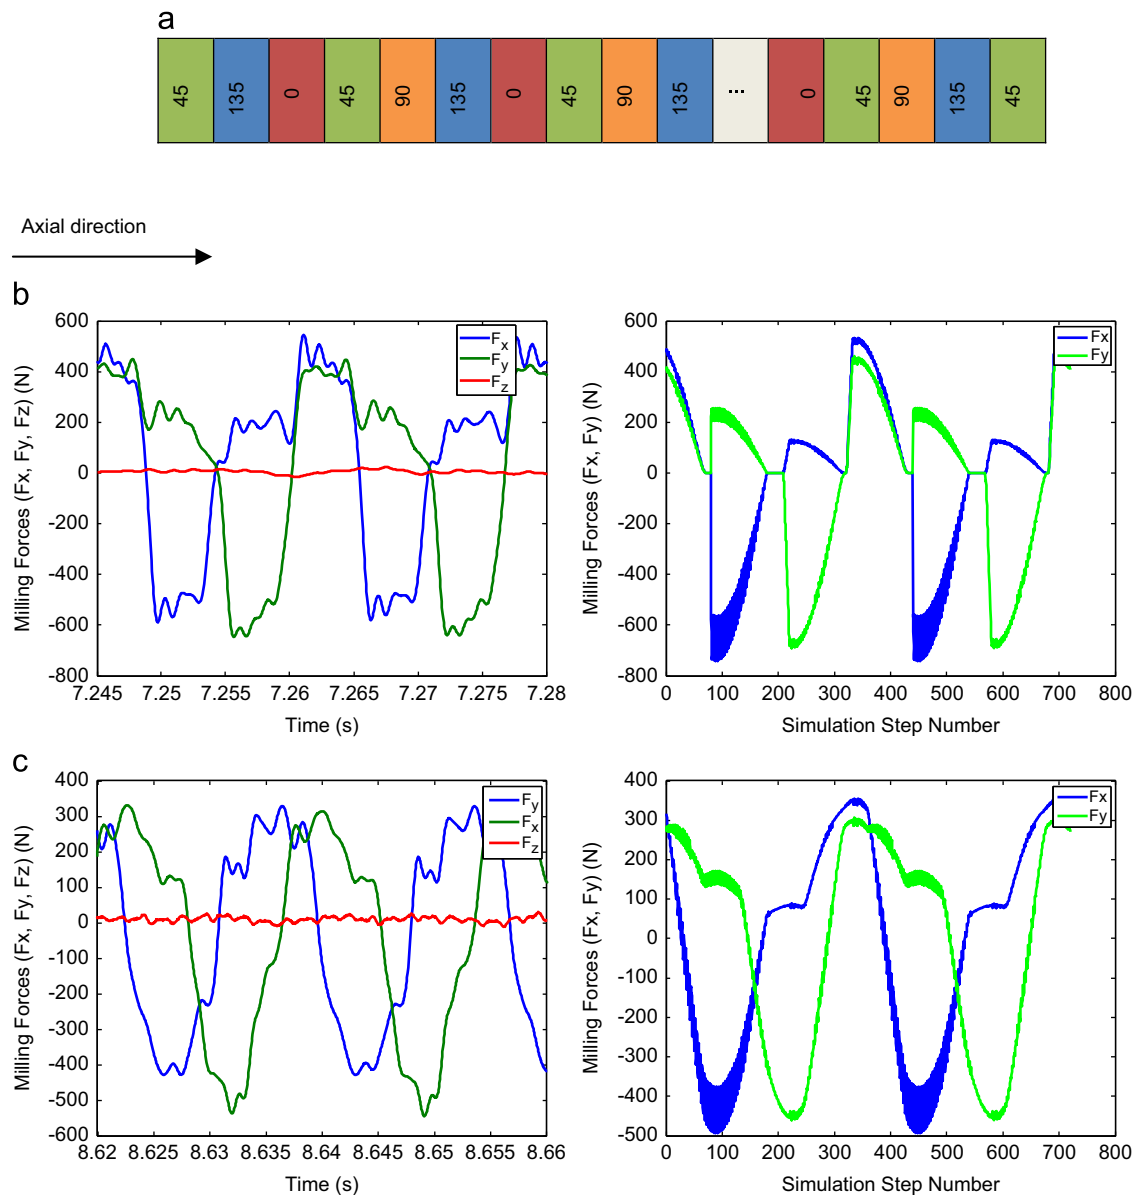 a
45 135 0 45 90 135 0 45 90 135 ... 0 45 90 135 45
Axial direction
b
Milling Forces (Fx, Fy, Fz) (N)
600
400
200
0
-200
-400
-600
-800
7.245 7.25 7.255 7.26 7.265 7.27 7.275 7.28
Time (s)
Fx
Fy
Fz
Milling Forces (Fx, Fy) (N)
600
400
200
0
-200
-400
-600
-800
0 100 200 300 400 500 600 700 800
Simulation Step Number
Fx
Fy
c
Milling Forces (Fx, Fy, Fz) (N)
400
300
200
100
0
-100
-200
-300
-400
-500
-600
8.62 8.625 8.63 8.635 8.64 8.645 8.65 8.655 8.66
Time (s)
Fy
Fx
Fz
Milling Forces (Fx, Fy) (N)
400
300
200
100
0
-100
-200
-300
-400
-500
0 100 200 300 400 500 600 700 800
Simulation Step Number
Fx
Fy